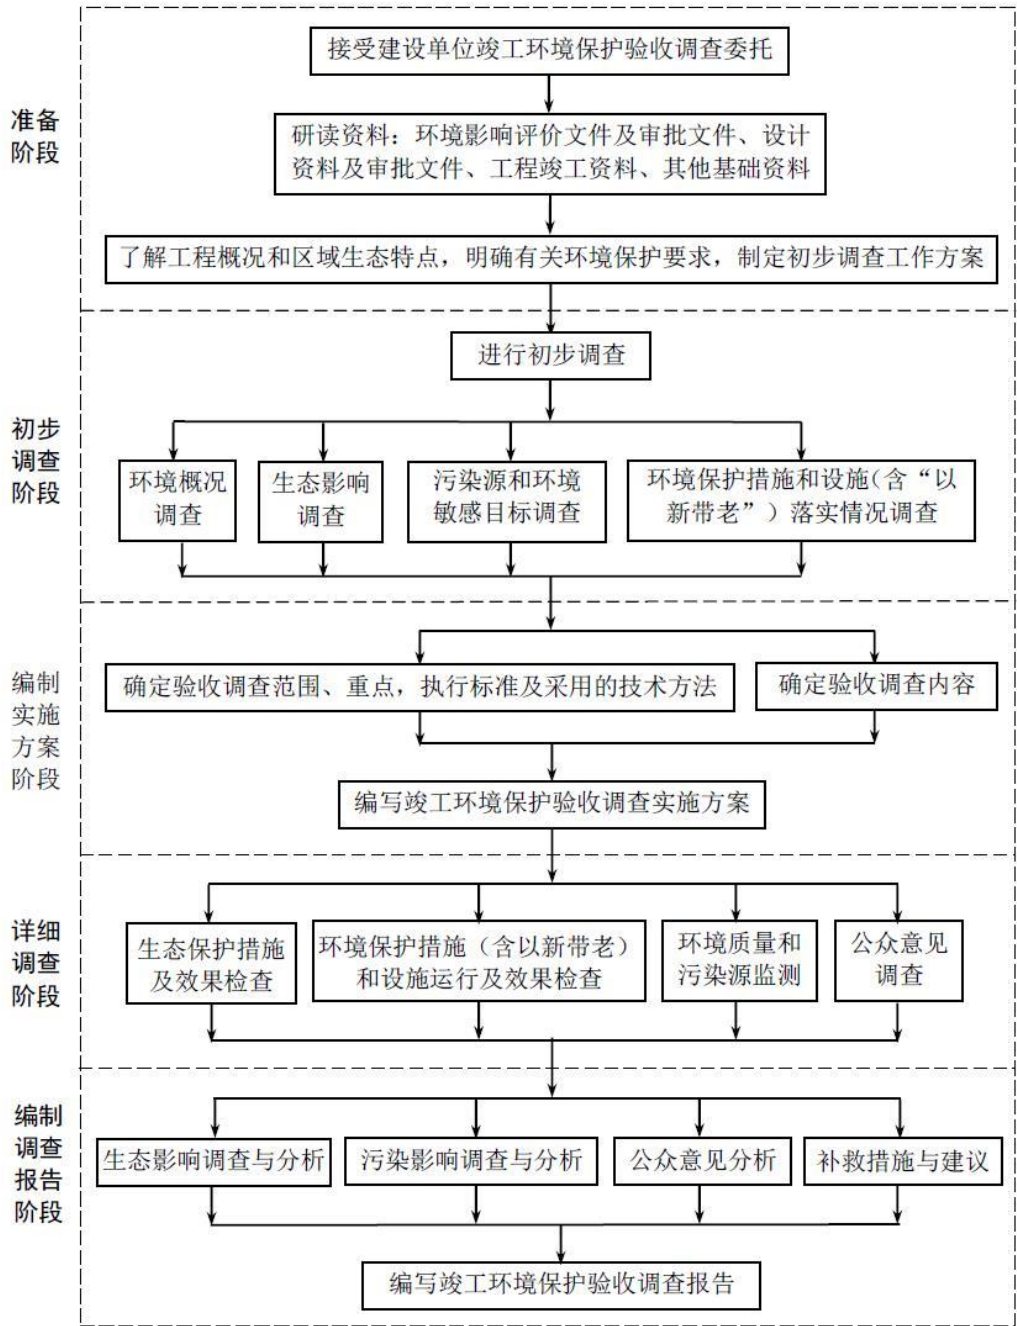 接受建设单位竣工环境保护验收调查委托
准备
阶段
研读资料：环境影响评价文件及审批文件、设计
资料及审批文件、工程竣工资料、其他基础资料
了解工程概况和区域生态特点，明确有关环境保护要求，制定初步调查工作方案
进行初步调查
初步
调查
阶段
环境概况
调查
生态影响
调查
污染源和环境
敏感目标调查
环境保护措施和设施（含“以
新带老”）落实情况调查
编制
实施
方案
阶段
确定验收调查范围、重点，执行标准及采用的技术方法
确定验收调查内容
编写竣工环境保护验收调查实施方案
详细
调查
阶段
生态保护措施
及效果检查
环境保护措施（含以新带老）
和设施运行及效果检查
环境质量和
污染源监测
公众意见
调查
编制
调查
报告
阶段
生态影响调查与分析
污染影响调查与分析
公众意见分析
补救措施与建议
编写竣工环境保护验收调查报告